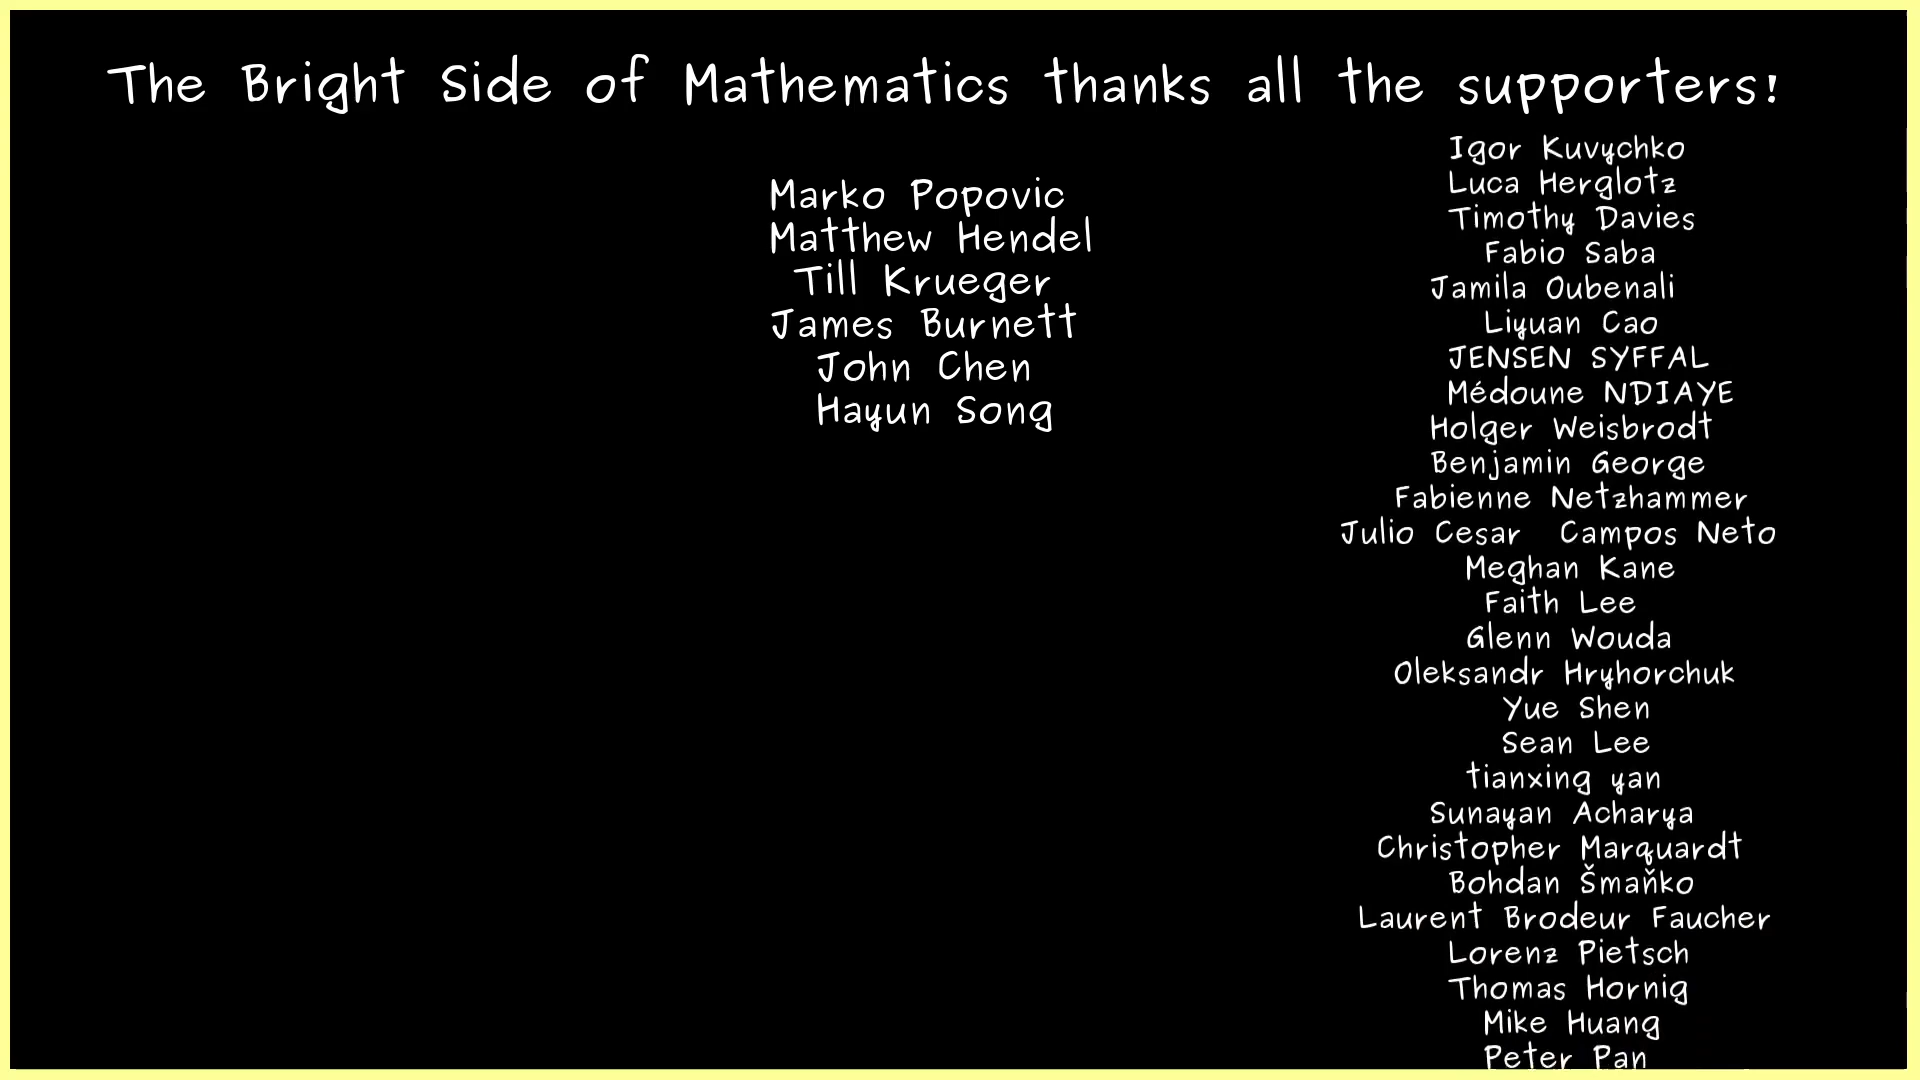 The Bright Side of Mathematics thanks all the supporters!
Marko Popovic
Matthew Hendel
Till Krueger
James Burnett
John Chen
Hayun Song
Igor Kuvychko
Luca Herglotz
Timothy Davies
Fabio Saba
Jamila Oubenali
Liyuan Cao
JENSEN SYFFAL
Médoune NDIAYE
Holger Weisbrodt
Benjamin George
Fabienne Netzhammer
Julio Cesar  Campos Neto
Meghan Kane
Faith Lee
Glenn Wouda
Oleksandr Hryhorchuk
Yue Shen
Sean Lee
tianxing yan
Sunayan Acharya
Christopher Marquardt
Bohdan Šmaňko
Laurent Brodeur Faucher
Lorenz Pietsch
Thomas Hornig
Mike Huang
Peter Pan